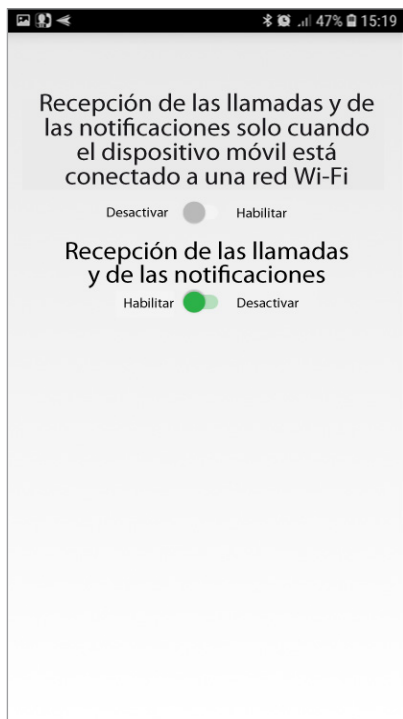 47% 15:19
Recepción de las llamadas y de
las notificaciones solo cuando
el dispositivo móvil está
conectado a una red Wi-Fi
Desactivar Habilitar
Recepción de las llamadas
y de las notificaciones
Habilitar Desactivar